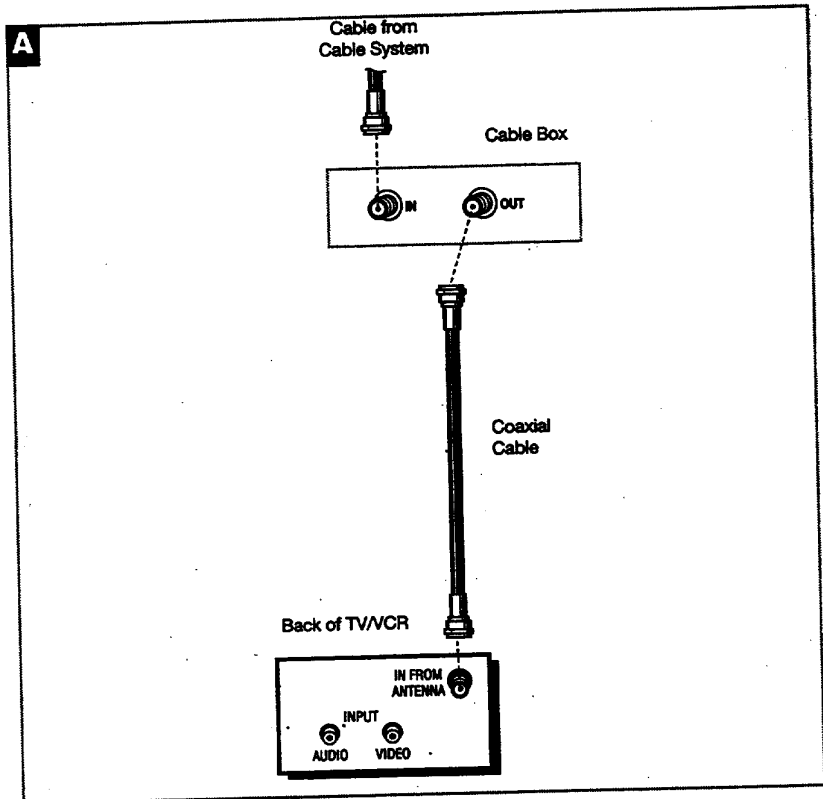 A
Cable from
Cable System
Cable Box
IN
OUT
Coaxial
Cable
Back of TV/VCR
IN FROM
ANTENNA
INPUT
AUDIO
VIDEO